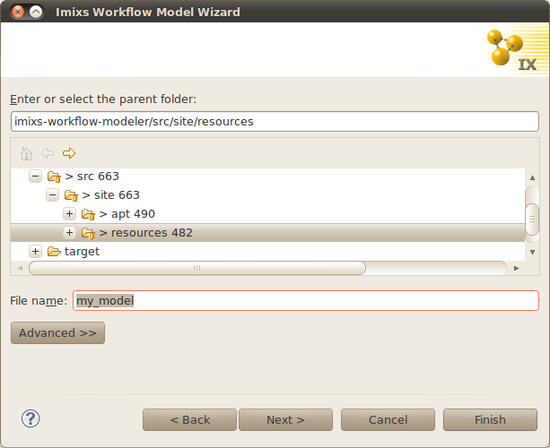 Imixs Workflow Model Wizard
IX
Enter or select the parent folder:
imixs-workflow-modeler/src/site/resources
> src 663
> site 663
> apt 490
> resources 482
target
File name: my_model
Advanced >>
< Back Next > Cancel Finish